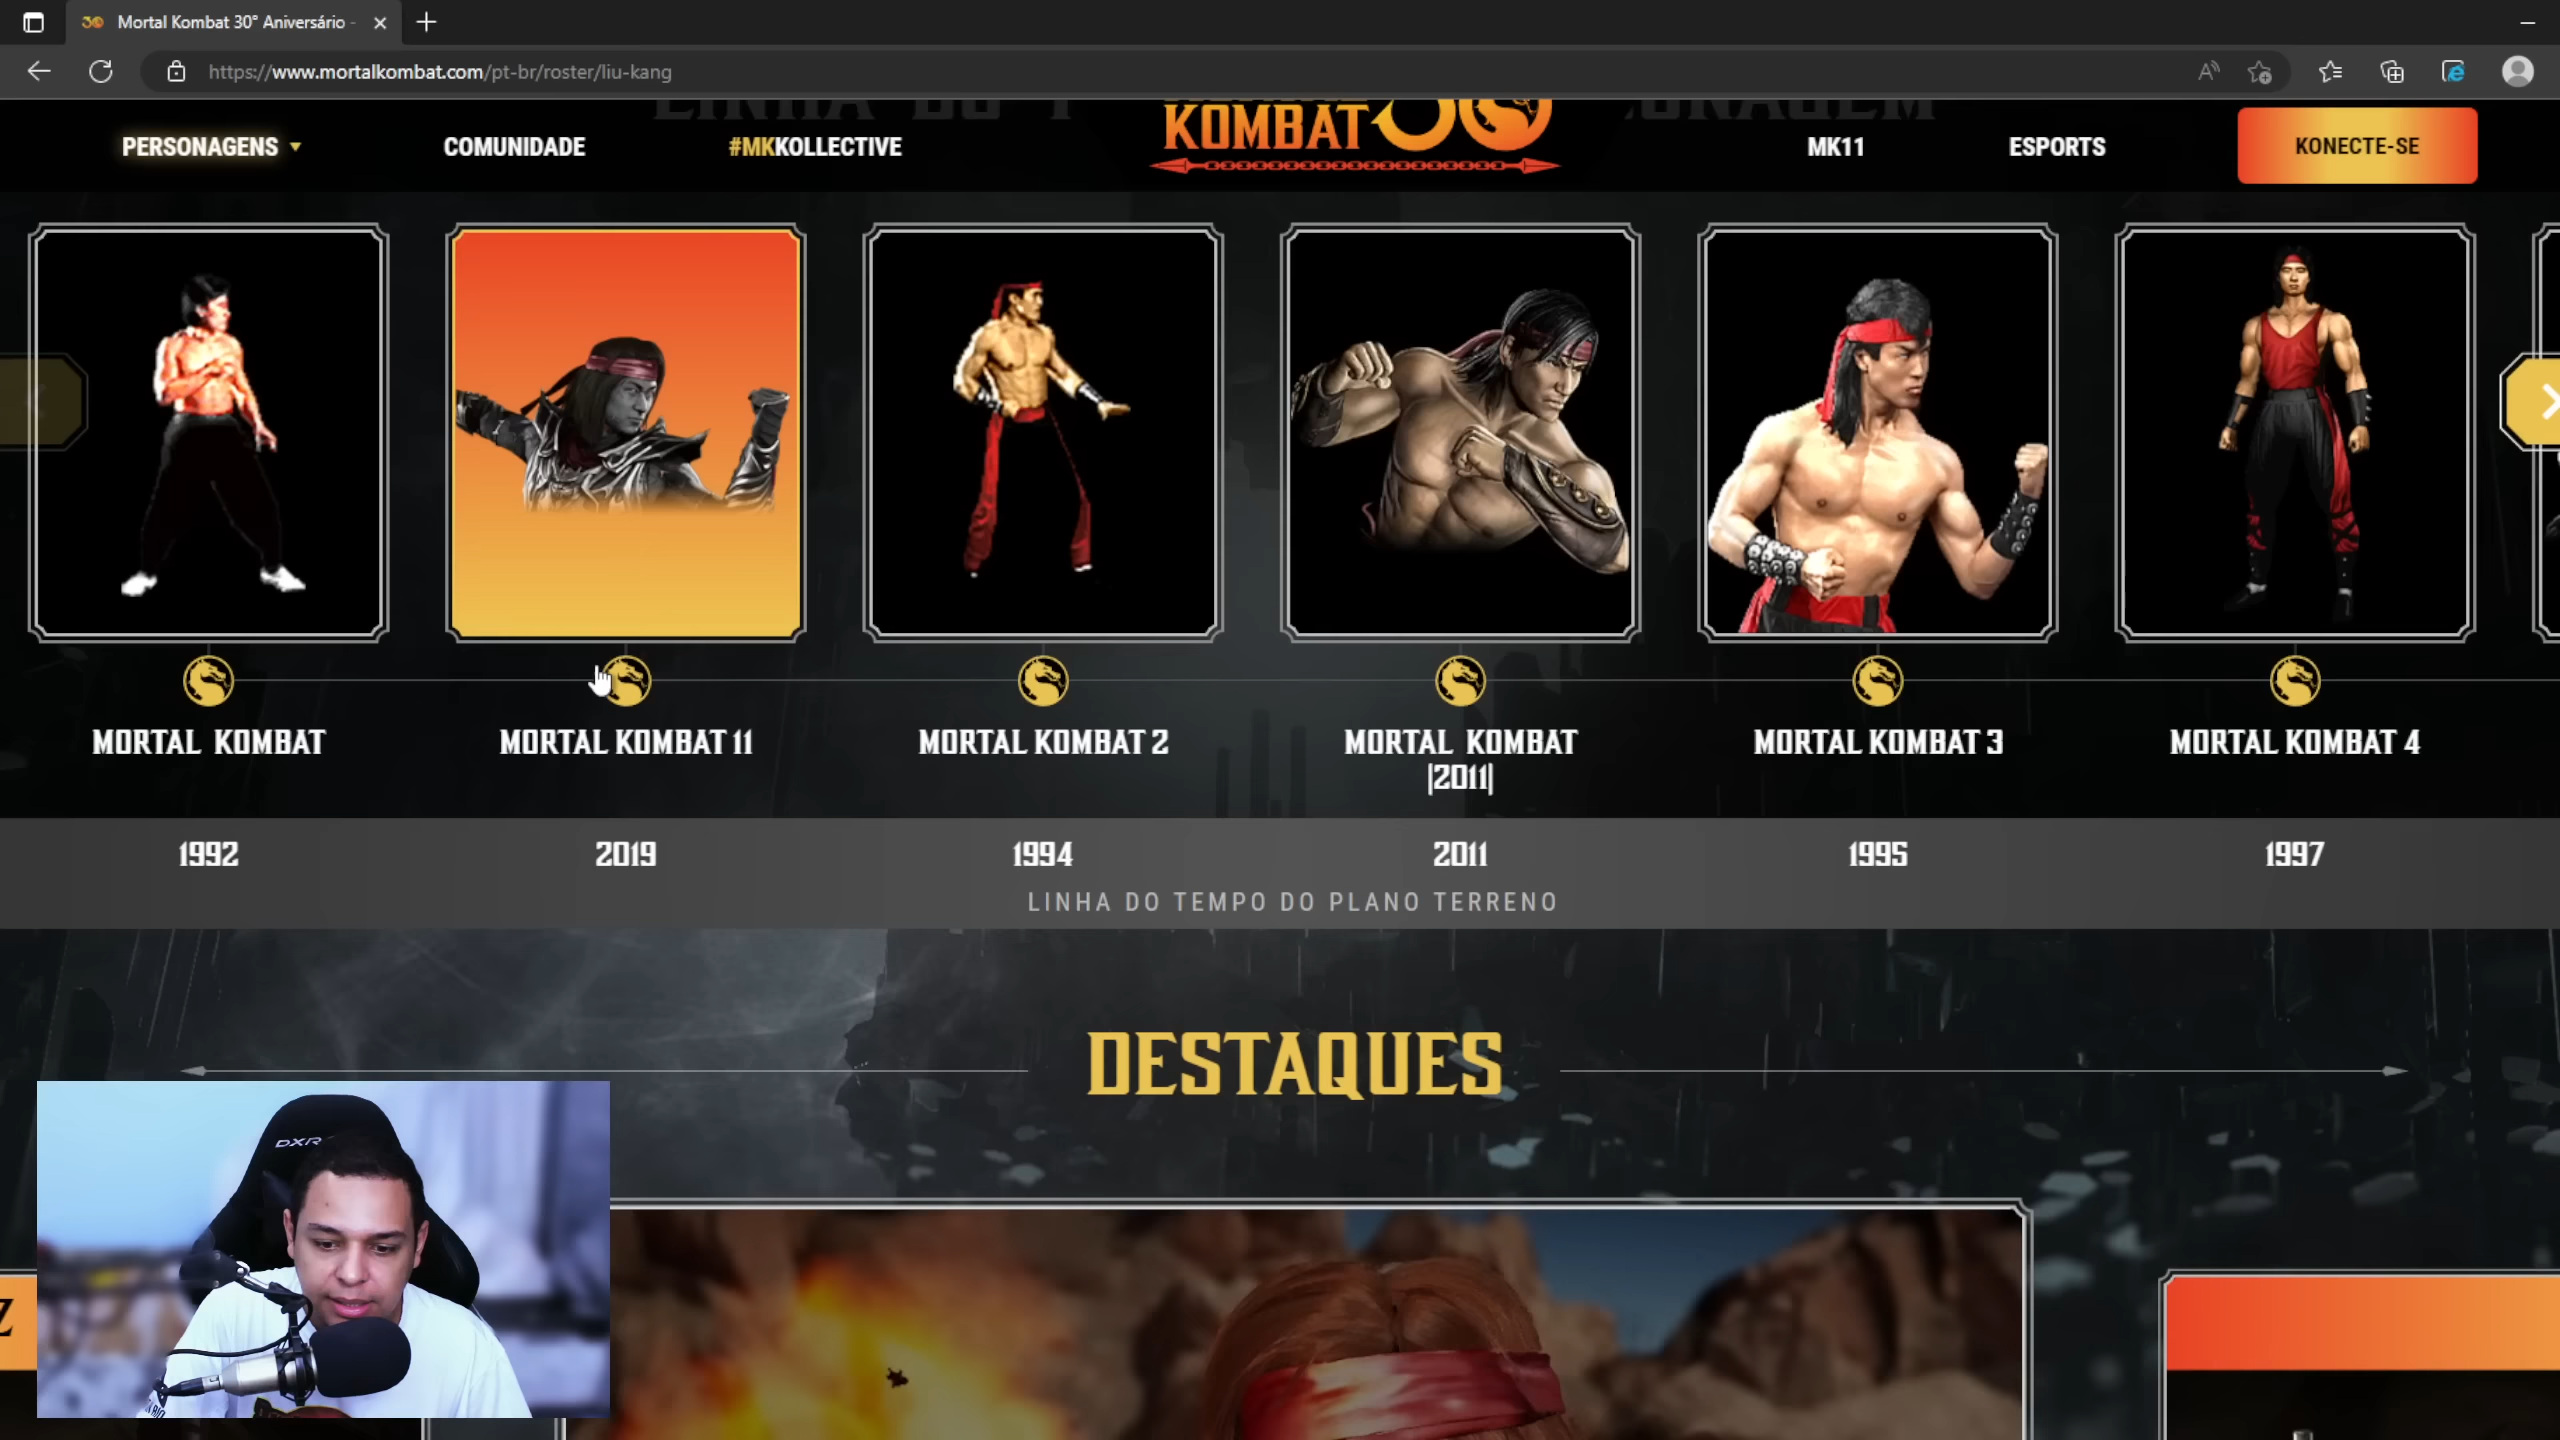 Mortal Kombat 30° Aniversário -
https://www.mortalkombat.com/pt-br/roster/liu-kang
PERSONAGENS
COMUNIDADE
#MKKOLLECTIVE
KOMBAT
MK11
ESPORTS
KONECTE-SE
MORTAL KOMBAT
MORTAL KOMBAT 11
MORTAL KOMBAT 2
MORTAL KOMBAT
|2011|
MORTAL KOMBAT 3
MORTAL KOMBAT 4
1992
2019
1994
2011
1995
1997
LINHA DO TEMPO DO PLANO TERRENO
DESTAQUES
DXR